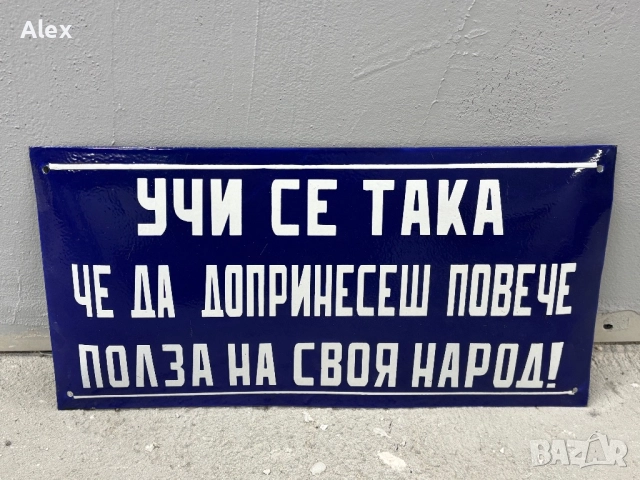 Alex
УЧИ СЕ ТАКА
ЧЕ ДА ДОПРИНЕСЕШ ПОВЕЧЕ
ПОЛЗА НА СВОЯ НАРОД!
BAZAR